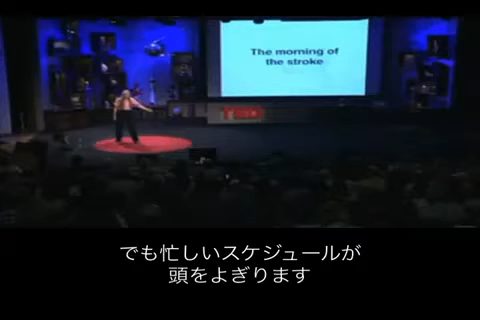 The morning of
the stroke
TED
でも忙しいスケジュールが
頭をよぎります